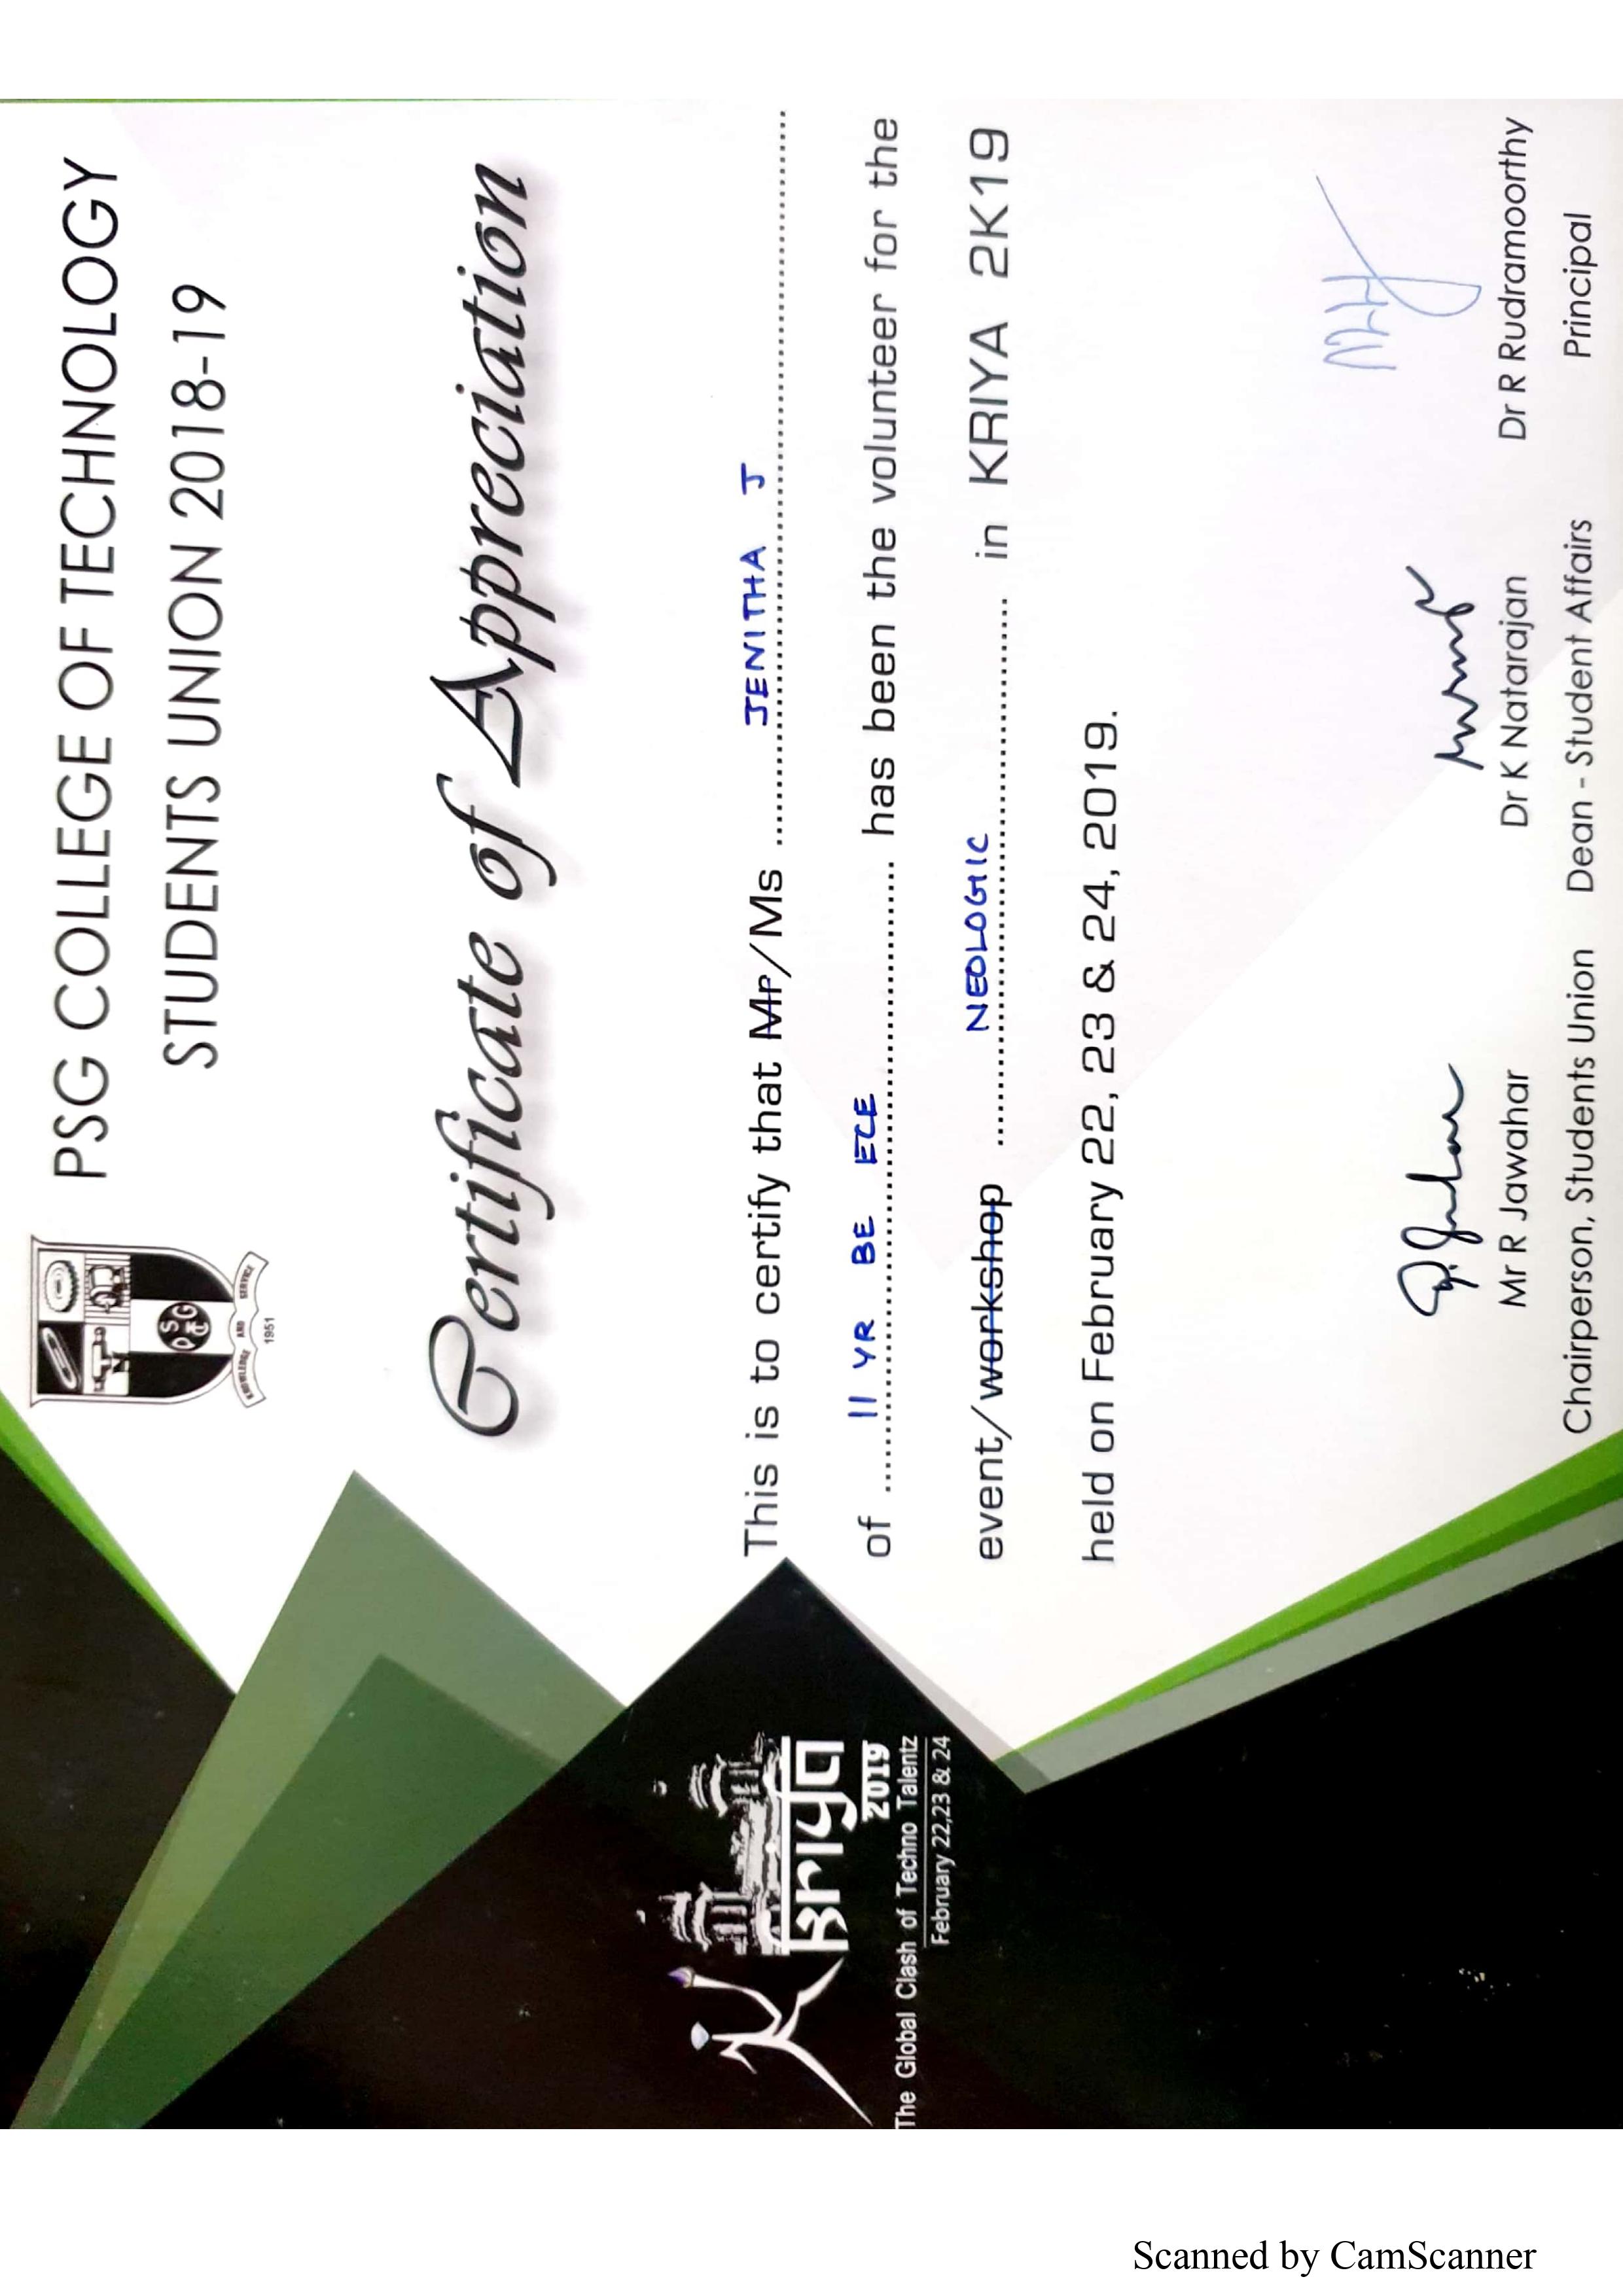 PSG COLLEGE OF TECHNOLOGY
STUDENTS UNION 2018-19
PSG
CT
KNOWLEDGE AND SERVICE
1951
Certificate of Appreciation
kriya
2019
The Global Clash of Techno Talentz
February 22,23 & 24
This is to certify that Mr/Ms JENITHA J
of II YR BE ECE has been the volunteer for the
event/workshop NEOLOGIC in KRIYA 2K19
held on February 22, 23 & 24, 2019.
Mr R Jawahar Dr K Natarajan Dr R Rudramoorthy
Chairperson, Students Union Dean - Student Affairs Principal
Scanned by CamScanner